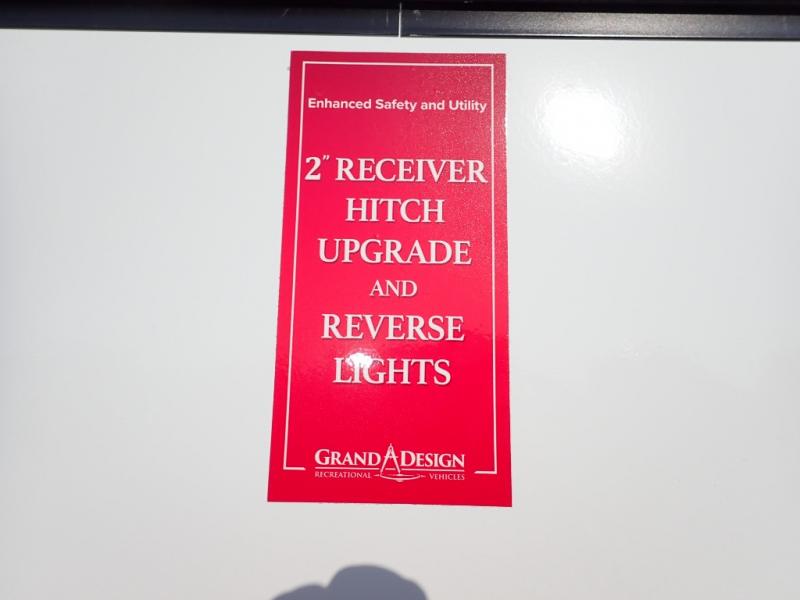 Enhanced Safety and Utility
2" RECEIVER
HITCH
UPGRADE
AND
REVERSE
LIGHTS
GRAND DESIGN
RECREATIONAL VEHICLES